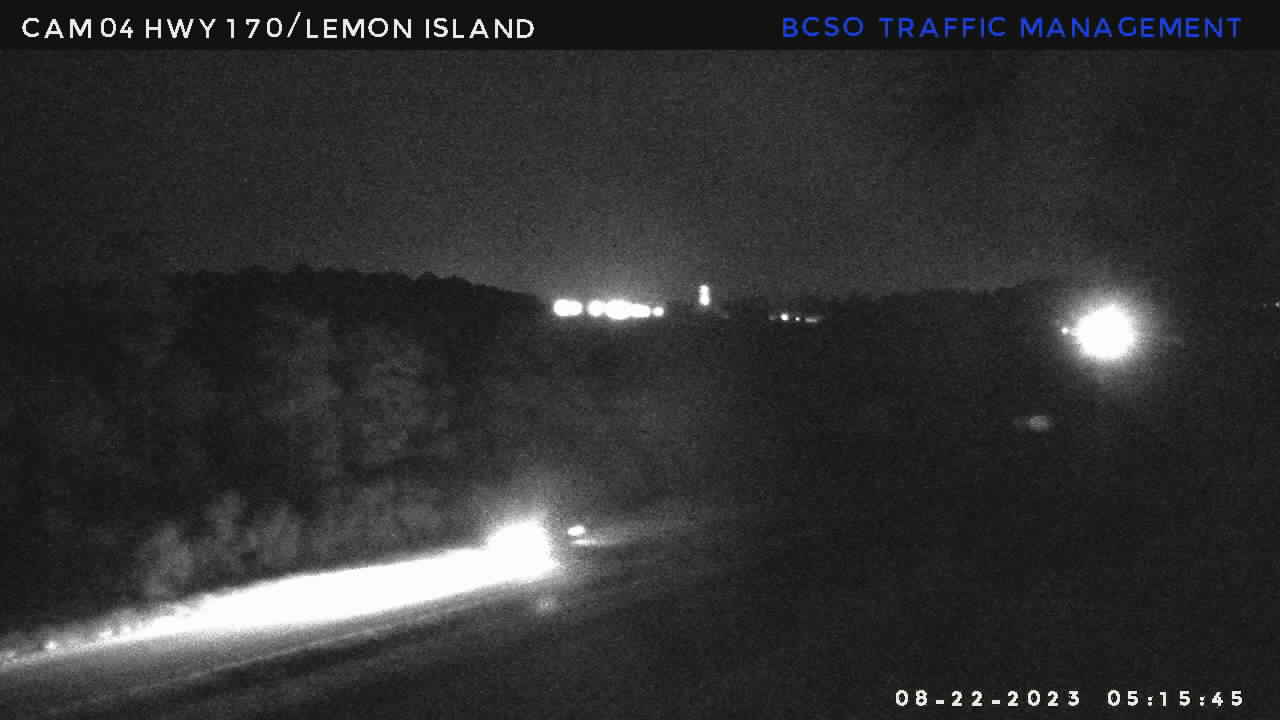 CAM04 HWY 170/LEMON ISLAND
BCSO TRAFFIC MANAGEMENT
08-22-2023 05:15:45